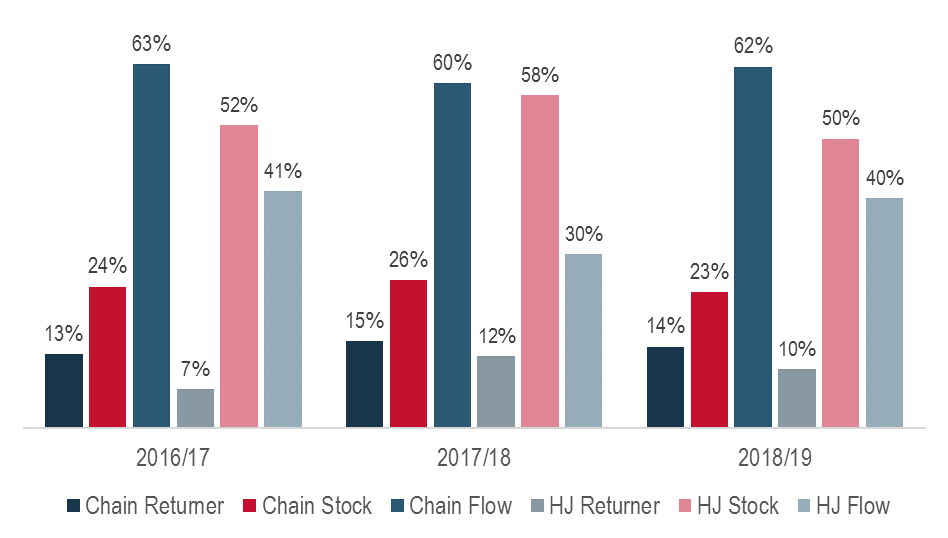 63% 60% 62%
52% 58% 50%
41% 30% 40%
24% 26% 23%
13% 15% 14%
7% 12% 10%
2016/17 2017/18 2018/19
Chain Returner Chain Stock Chain Flow HJ Returner HJ Stock HJ Flow